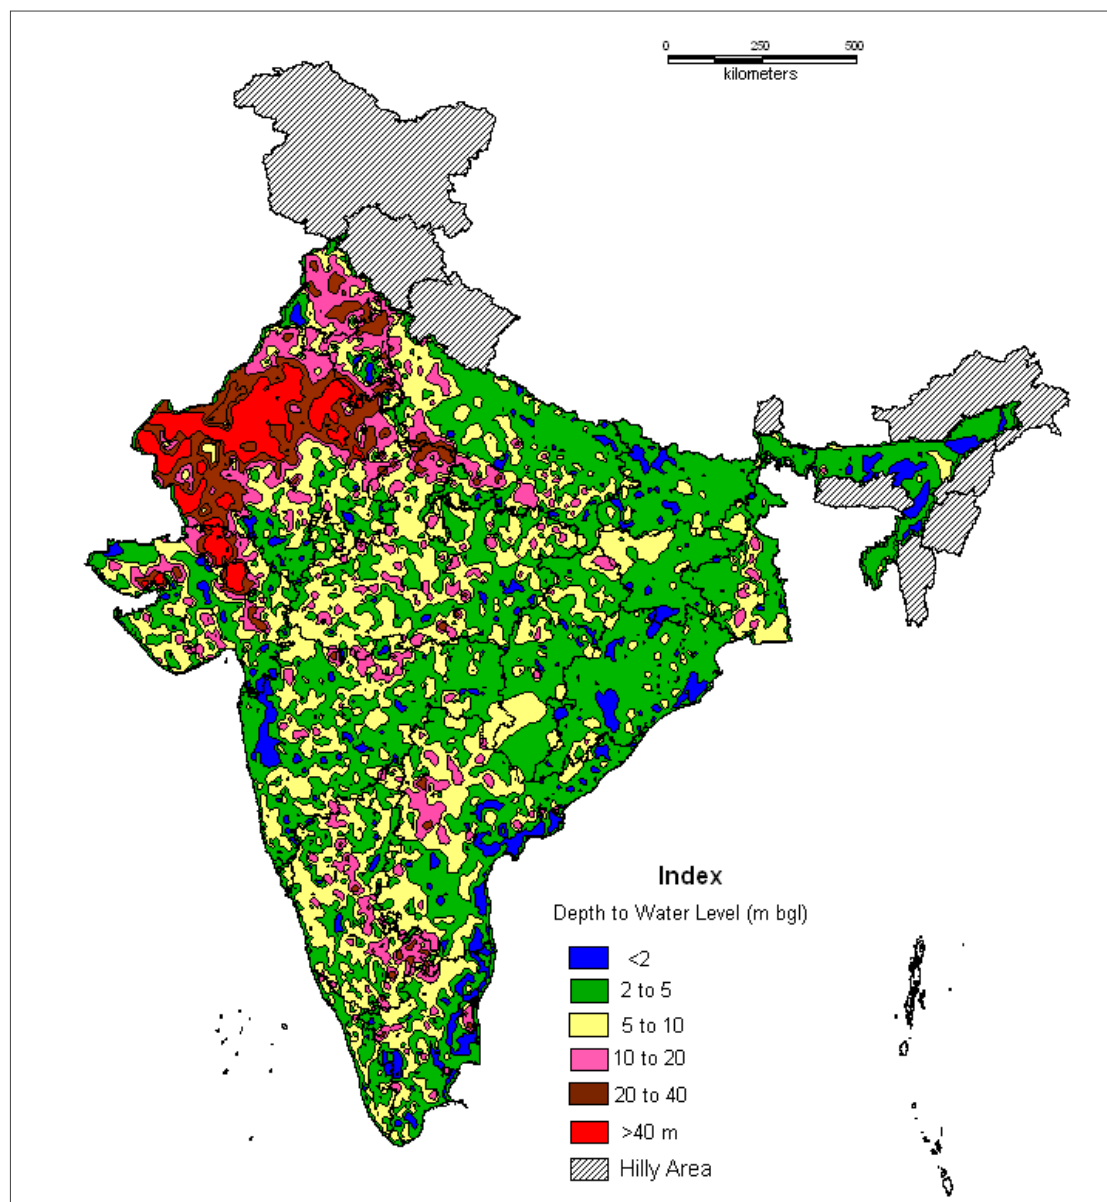 0 250 500
kilometers
Index
Depth to Water Level (m bgl)
<2
2 to 5
5 to 10
10 to 20
20 to 40
>40 m
Hilly Area